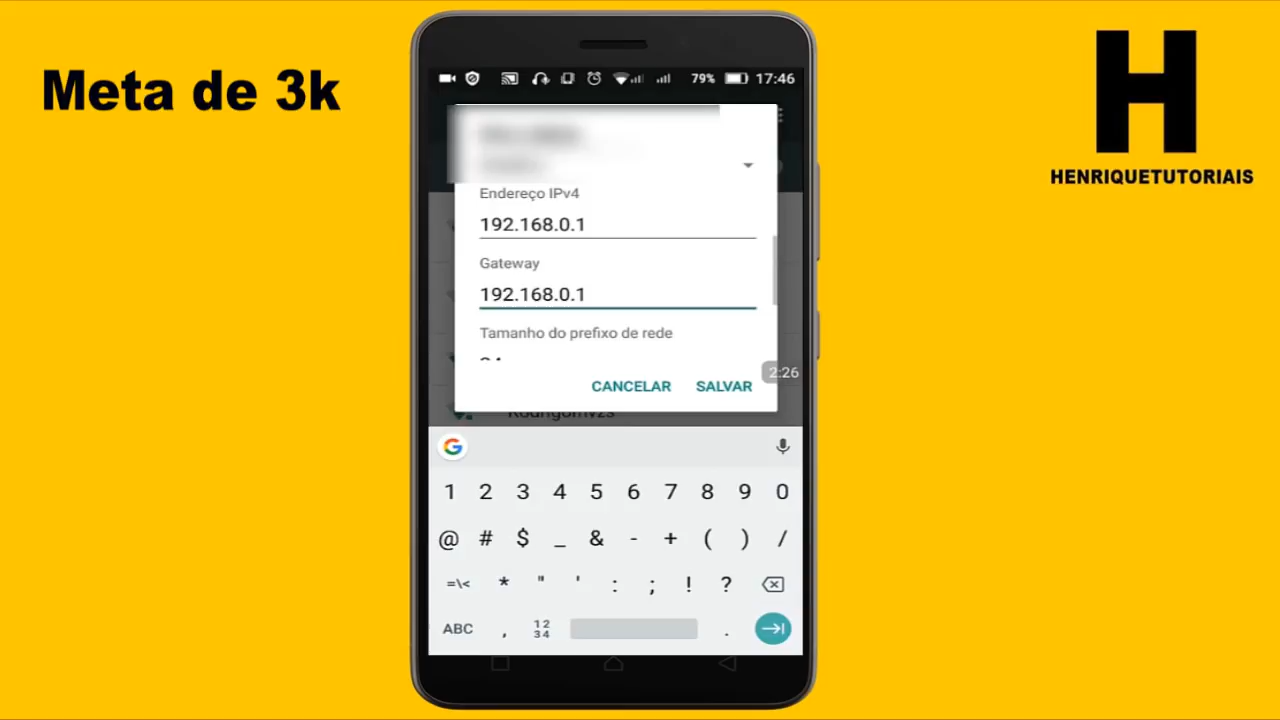 Meta de 3k
H
HENRIQUETUTORIAIS
79% 17:46
Endereço IPv4
192.168.0.1
Gateway
192.168.0.1
Tamanho do prefixo de rede
CANCELAR SALVAR
2:26
Rodrigomvzs
G
1 2 3 4 5 6 7 8 9 0
@ # $ _ & - + ( ) /
=\< * " ' : ; ! ?
ABC , 12 34 .